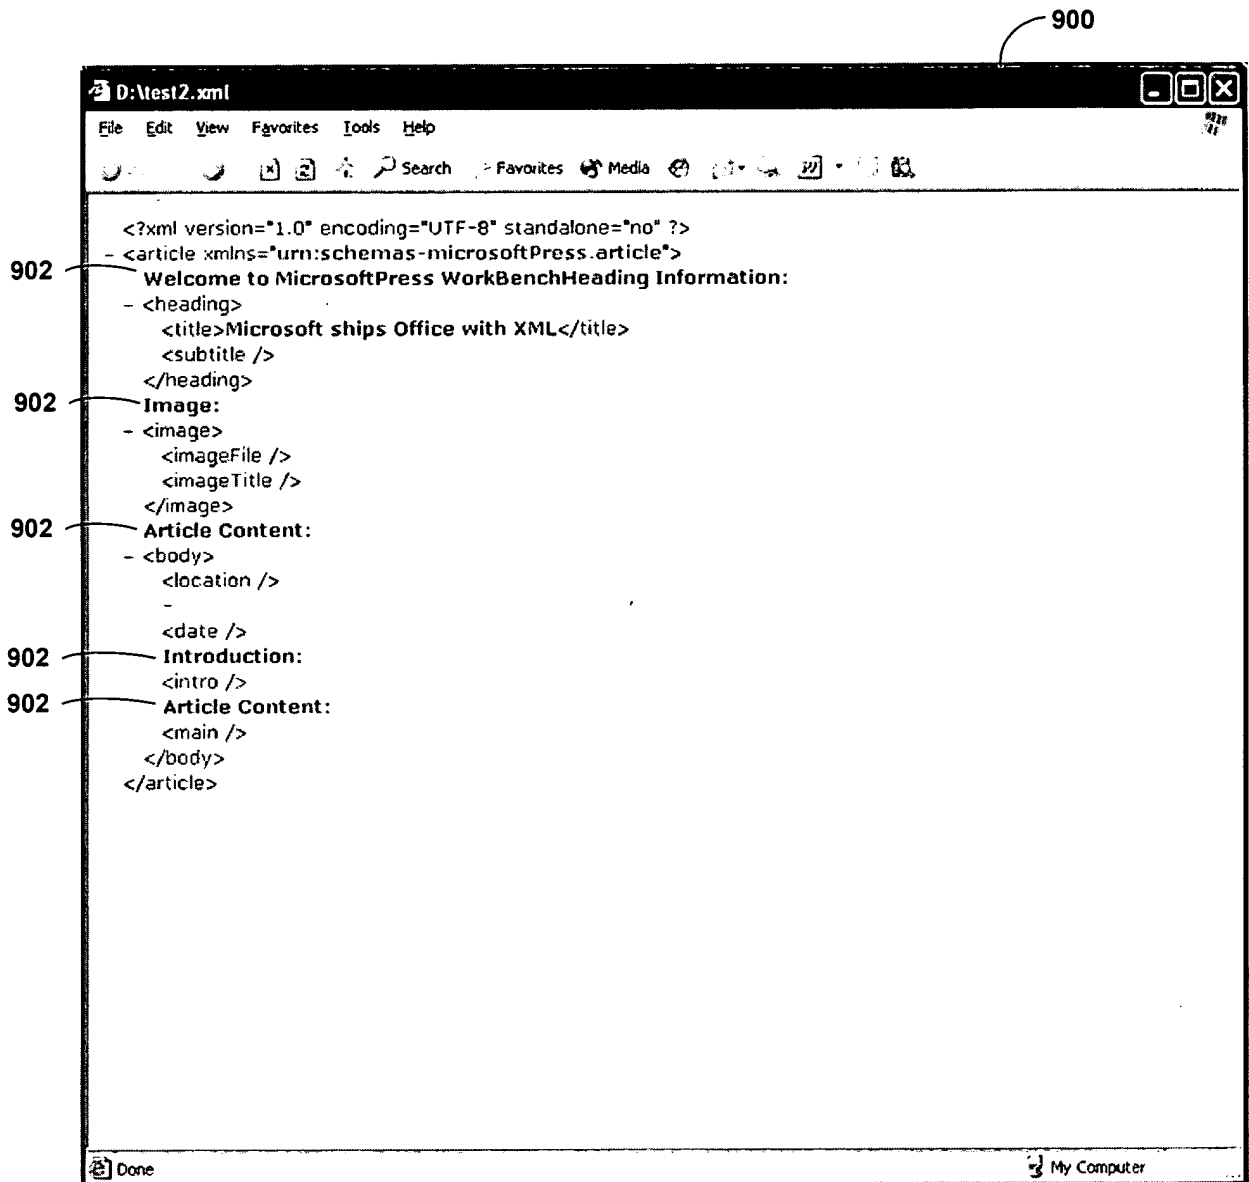 900
D:\test2.xml
File Edit View Favorites Tools Help
Search Favorites Media
<?xml version="1.0" encoding="UTF-8" standalone="no" ?>
- <article xmlns="urn:schemas-microsoftPress.article">
902 Welcome to MicrosoftPress WorkBenchHeading Information:
- <heading>
<title>Microsoft ships Office with XML</title>
<subtitle />
</heading>
902 Image:
- <image>
<imageFile />
<imageTitle />
</image>
902 Article Content:
- <body>
<location />
-
<date />
902 Introduction:
<intro />
902 Article Content:
<main />
</body>
</article>
Done My Computer